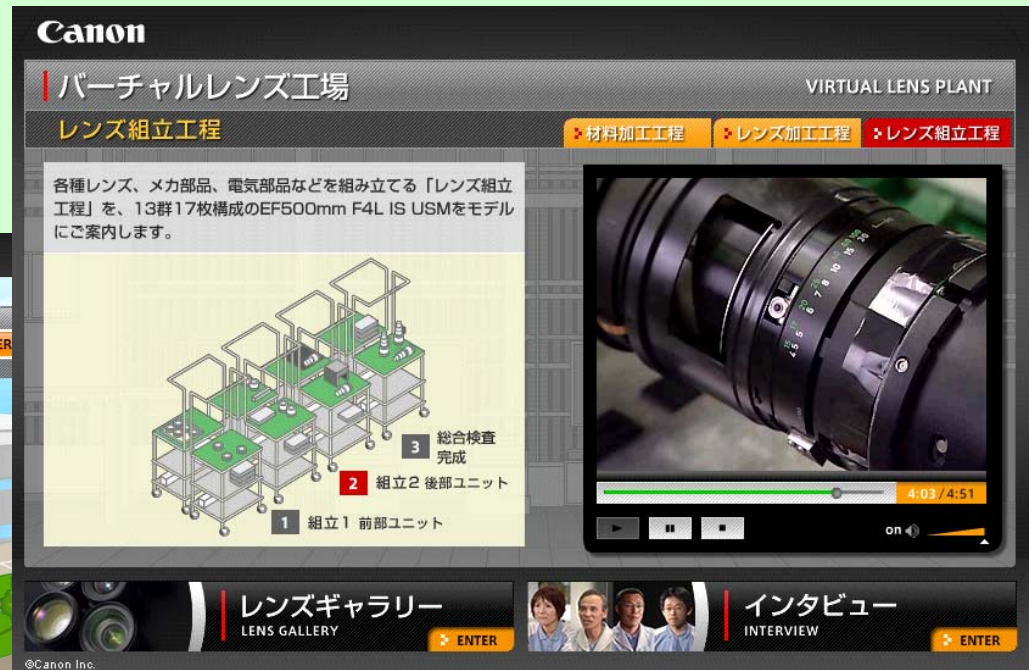 Canon
バーチャルレンズ工場
VIRTUAL LENS PLANT
レンズ組立工程
材料加工工程
レンズ加工工程
レンズ組立工程
各種レンズ、メカ部品、電気部品などを組み立てる「レンズ組立
工程」を、13群17枚構成のEF500mm F4L IS USMをモデル
にご案内します。
3 総合検査
完成
2 組立2 後部ユニット
1 組立1 前部ユニット
4:03/4:51
on
レンズギャラリー
LENS GALLERY
ENTER
インタビュー
INTERVIEW
ENTER
©Canon Inc.